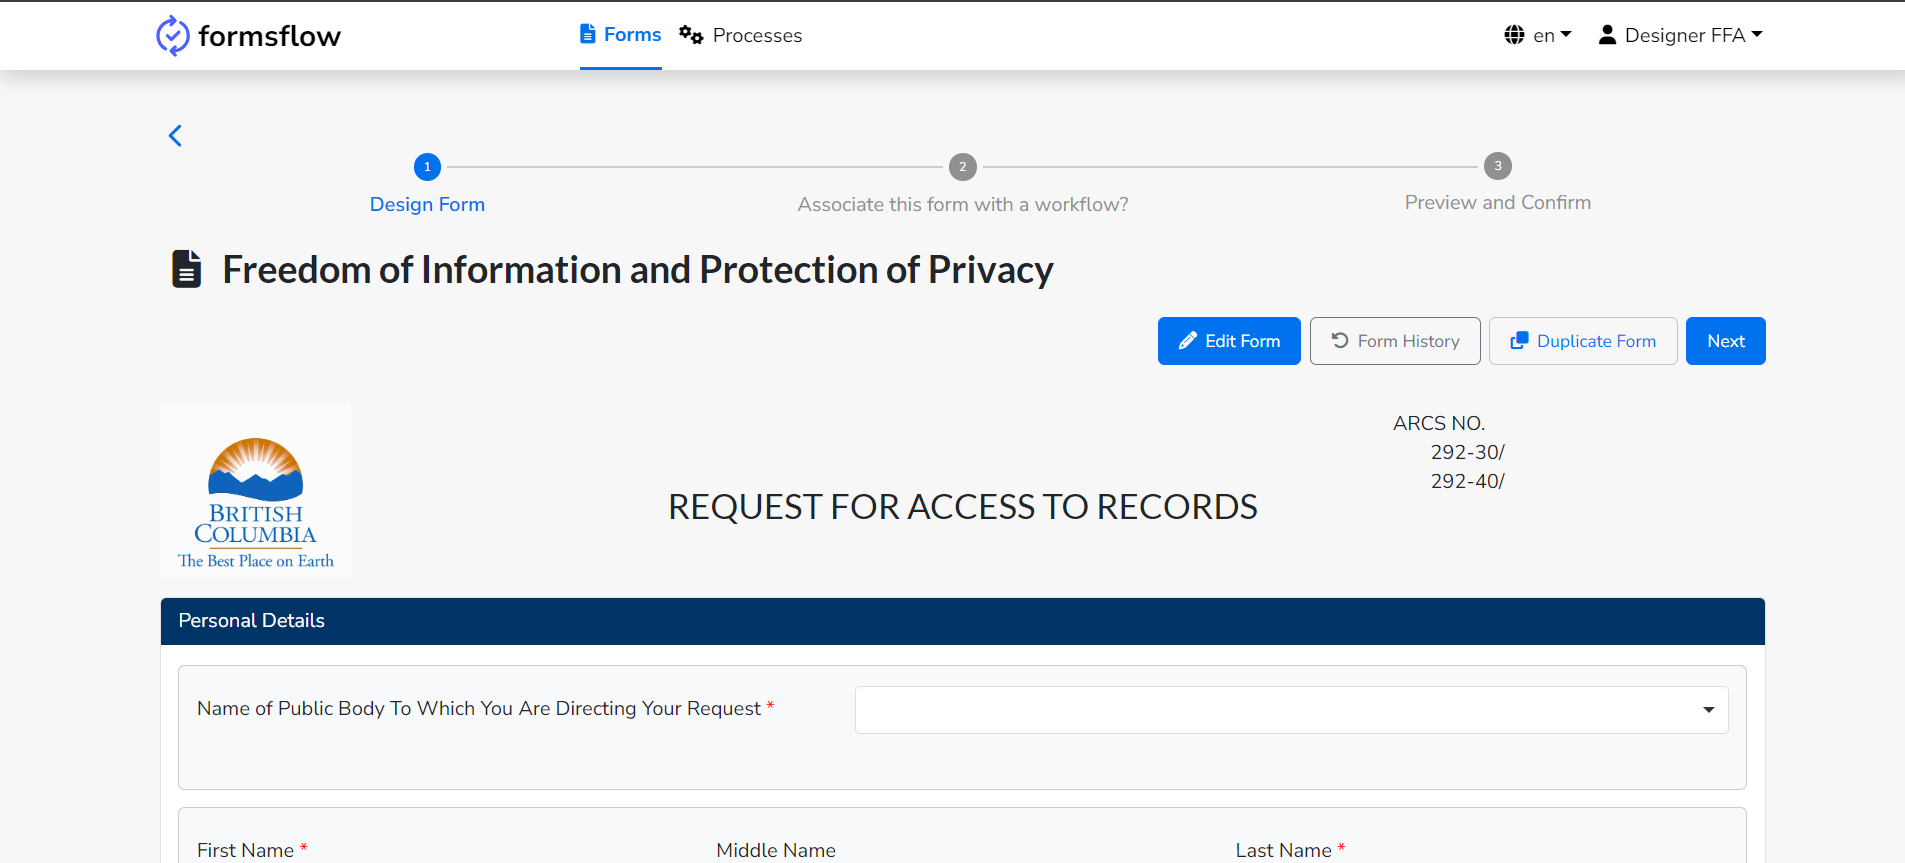 formsflow
Forms
Processes
en
Designer FFA
1
2
3
Design Form
Associate this form with a workflow?
Preview and Confirm
Freedom of Information and Protection of Privacy
Edit Form
Form History
Duplicate Form
Next
BRITISH
COLUMBIA
The Best Place on Earth
REQUEST FOR ACCESS TO RECORDS
ARCS NO.
292-30/
292-40/
Personal Details
Name of Public Body To Which You Are Directing Your Request *
First Name *
Middle Name
Last Name *